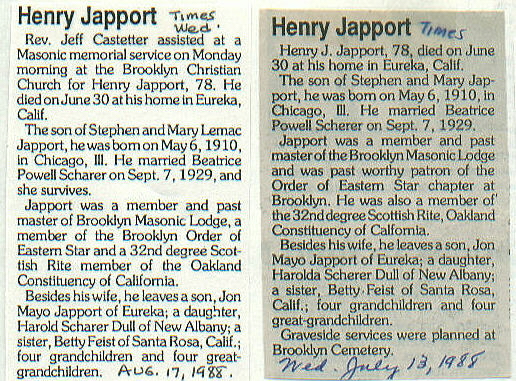 Henry Japport Times
Wed.
Rev. Jeff Castetter assisted at a
Masonic memorial service on Monday
morning at the Brooklyn Christian
Church for Henry Japport, 78. He
died on June 30 at his home in Eureka,
Calif.
The son of Stephen and Mary Lemac
Japport, he was born on May 6, 1910,
in Chicago, Ill. He married Beatrice
Powell Scharer on Sept. 7, 1929, and
she survives.
Japport was a member and past
master of Brooklyn Masonic Lodge, a
member of the Brooklyn Order of
Eastern Star and a 32nd degree Scot-
tish Rite member of the Oakland
Constituency of California.
Besides his wife, he leaves a son, Jon
Mayo Japport of Eureka; a daughter,
Harold Scharer Dull of New Albany; a
sister, Betty Feist of Santa Rosa, Calif.;
four grandchildren and four great-
grandchildren. AUG. 17, 1988.
Henry Japport Times
Henry J. Japport, 78, died on June
30 at his home in Eureka, Calif.
The son of Stephen and Mary Jap-
port, he was born on May 6, 1910, in
Chicago, Ill. He married Beatrice
Powell Scherer on Sept. 7, 1929.
Japport was a member and past
master of the Brooklyn Masonic Lodge
and was past worthy patron of the
Order of Eastern Star chapter at
Brooklyn. He was also a member of
the 32nd degree Scottish Rite, Oakland
Constituency of Calfornia.
Besides his wife, he leaves a son, Jon
Mayo Japport of Eureka; a daughter,
Harolda Scherer Dull of New Albany;
a sister, Betty Feist of Santa Rosa,
Calif.; four grandchildren and four
great-grandchildren.
Graveside services were planned at
Brooklyn Cemetery.
Wed. July 13, 1988